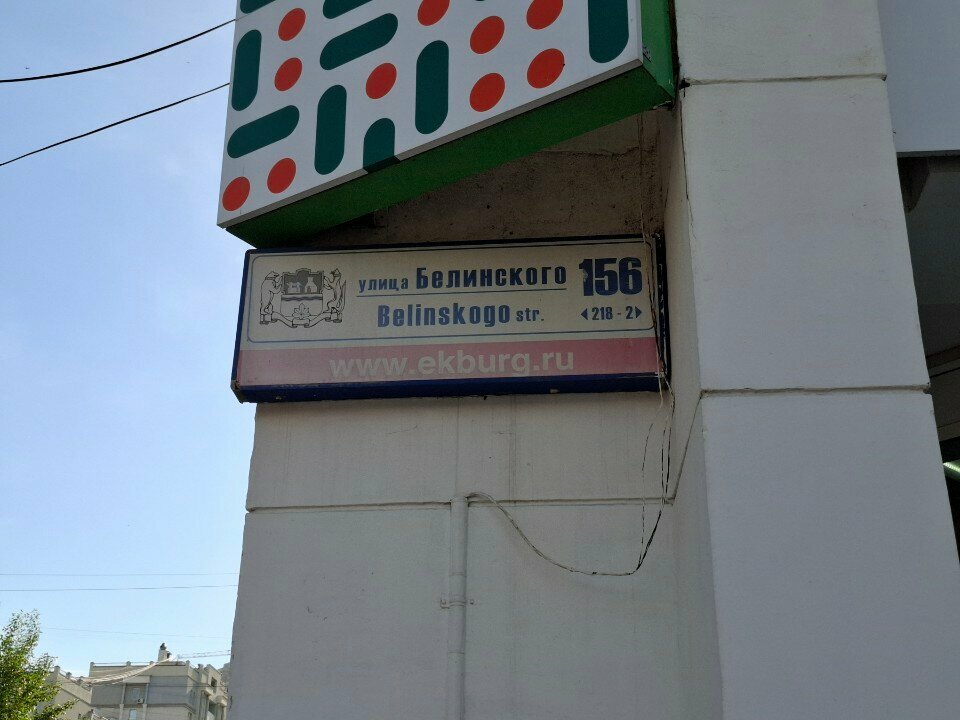 улица Белинского 156
Belinskogo str. ◄218 - 2►
www.ekburg.ru